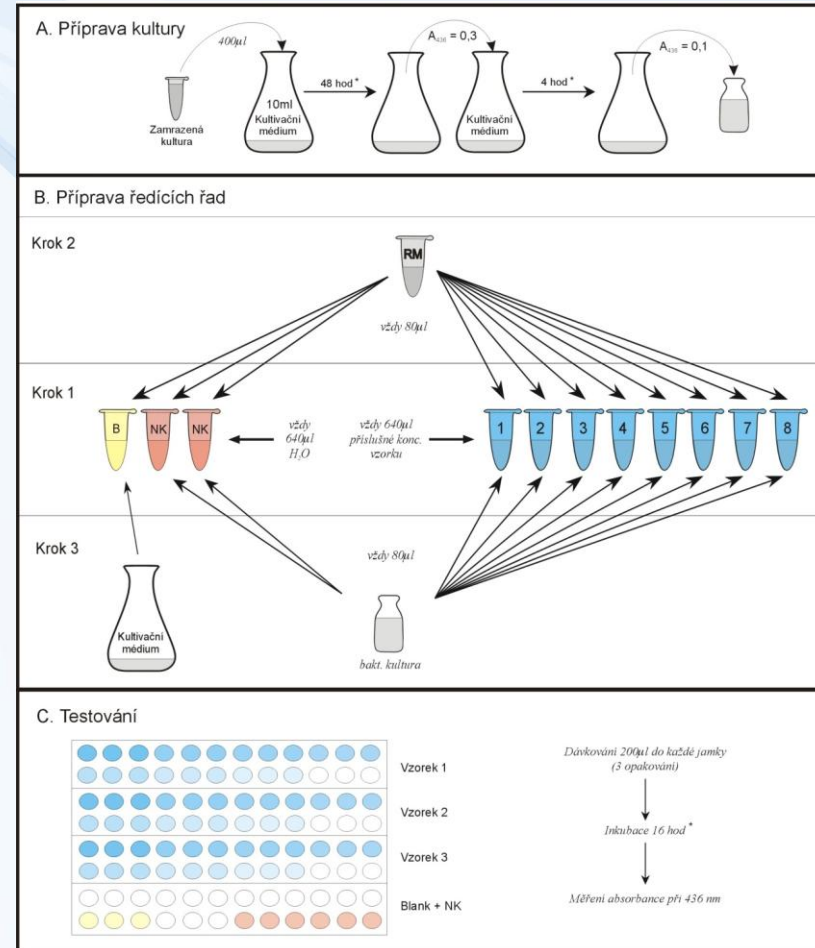 A. Příprava kultury
400µl
Zamrazená
kultura
10ml
Kultivační
médium
48 hod *
A₄₃₆ = 0,3
Kultivační
médium
4 hod *
A₄₃₆ = 0,1
B. Příprava ředících řad
Krok 2
RM
vždy 80µl
Krok 1
B
NK
NK
vždy
640µl
H₂O
vždy 640µl
příslušné konc.
vzorku
1
2
3
4
5
6
7
8
Krok 3
vždy 80µl
Kultivační
médium
bakt. kultura
C. Testování
Vzorek 1
Vzorek 2
Vzorek 3
Blank + NK
Dávkování 200µl do každé jamky
(3 opakování)
Inkubace 16 hod *
Měření absorbance při 436 nm